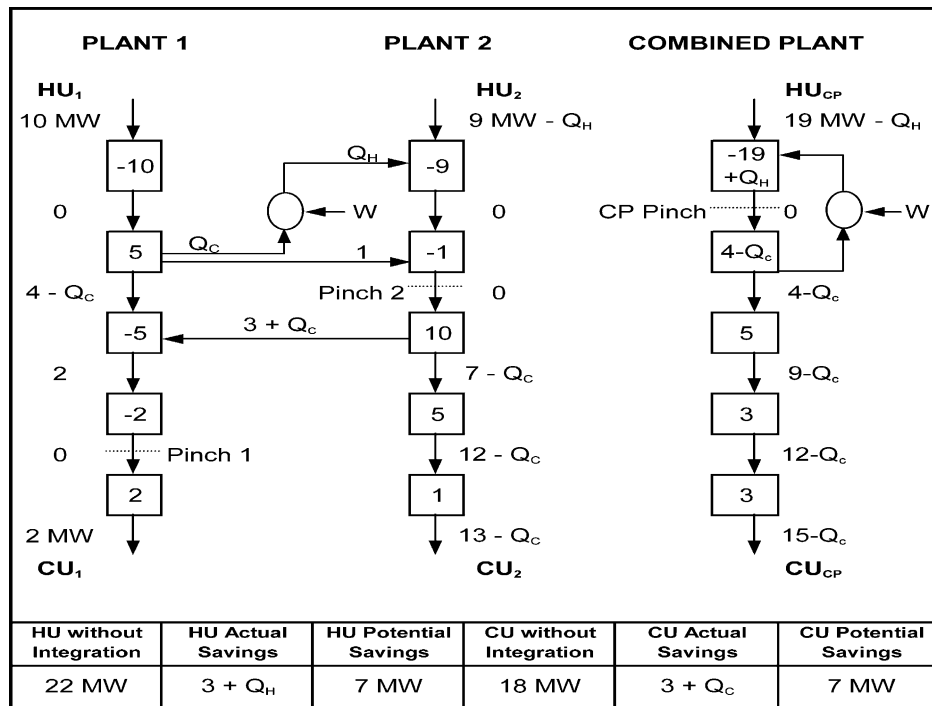 PLANT 1 PLANT 2 COMBINED PLANT
HU₁ HU₂ HU_CP
10 MW 9 MW - Q_H 19 MW - Q_H
-10 Q_H -9 -19 +Q_H
0 W 0 CP Pinch 0 W
5 Q_C 1 -1 4-Q_c
4 - Q_C Pinch 2 0 4-Q_c
-5 3 + Q_c 10 5
2 7 - Q_C 9-Q_c
-2 5 3
0 Pinch 1 12 - Q_C 12-Q_c
2 1 3
2 MW 13 - Q_C 15-Q_c
CU₁ CU₂ CU_CP
HU without Integration HU Actual Savings HU Potential Savings CU without Integration CU Actual Savings CU Potential Savings
22 MW 3 + Q_H 7 MW 18 MW 3 + Q_C 7 MW